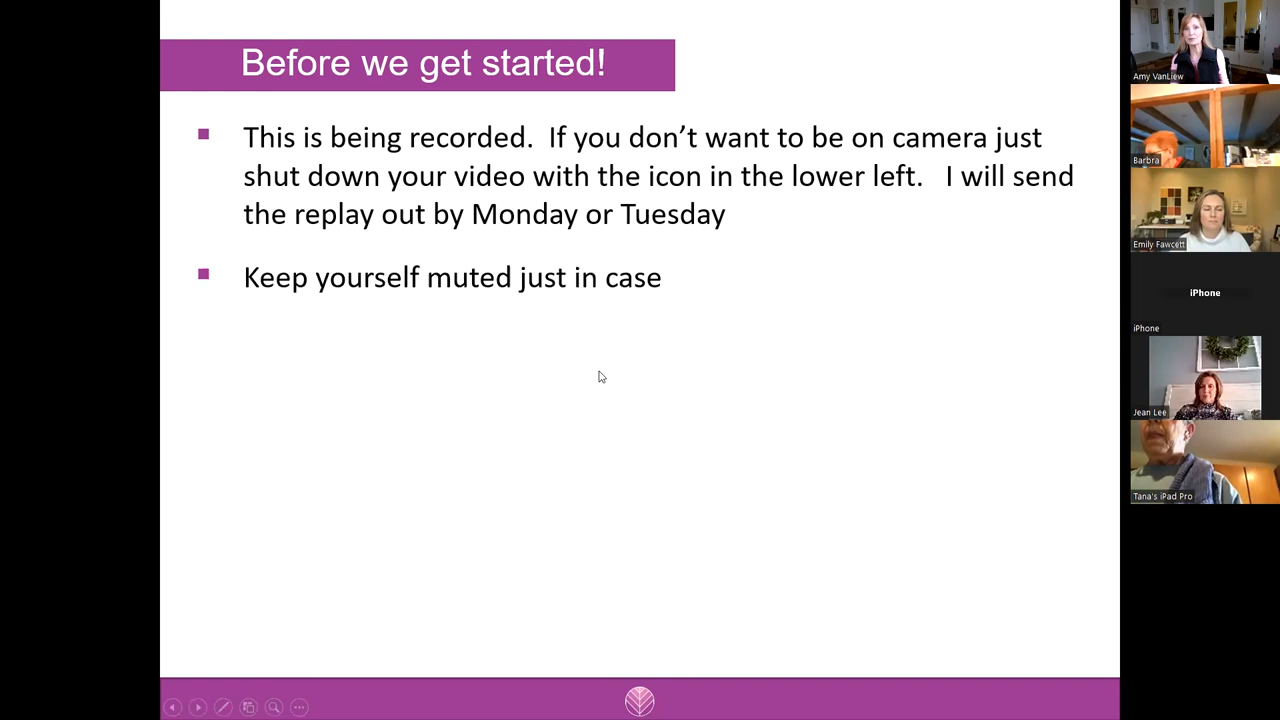 Before we get started!
This is being recorded.  If you don’t want to be on camera just
shut down your video with the icon in the lower left.   I will send
the replay out by Monday or Tuesday
Keep yourself muted just in case
Amy VanLiew
Barbra
Emily Fawcett
iPhone
iPhone
Jean Lee
Tana's iPad Pro